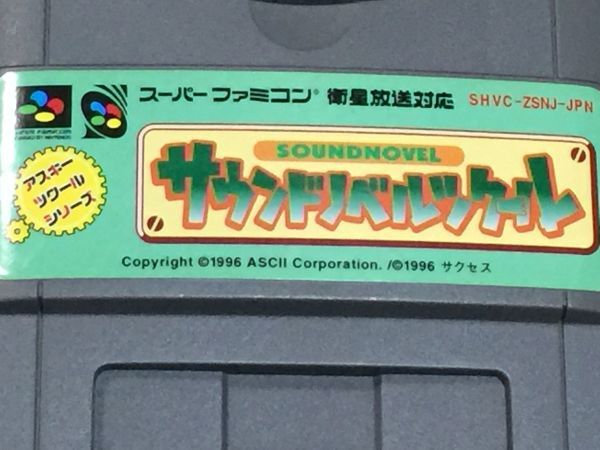 スーパーファミコン® 衛星放送対応 SHVC-ZSNJ-JPN
アスキー
ツクール
シリーズ
SOUNDNOVEL
サウンドノベルツクール
Copyright ©1996 ASCII Corporation. /©1996 サクセス